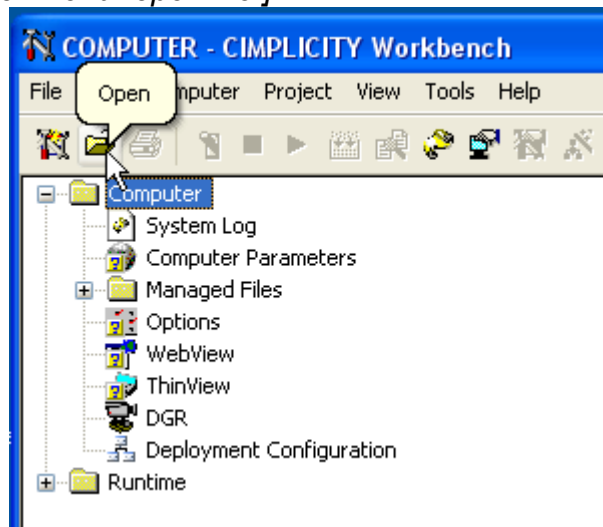 COMPUTER - CIMPLICITY Workbench
File Open mputer Project View Tools Help
Computer
System Log
Computer Parameters
Managed Files
Options
WebView
ThinView
DGR
Deployment Configuration
Runtime